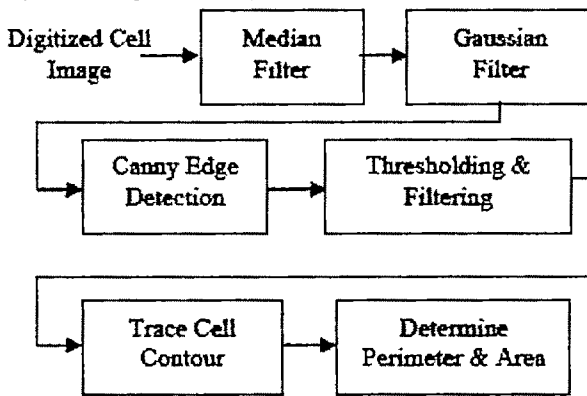 Digitized Cell
Image
Median
Filter
Gaussian
Filter
Canny Edge
Detection
Thresholding &
Filtering
Trace Cell
Contour
Determine
Perimeter & Area